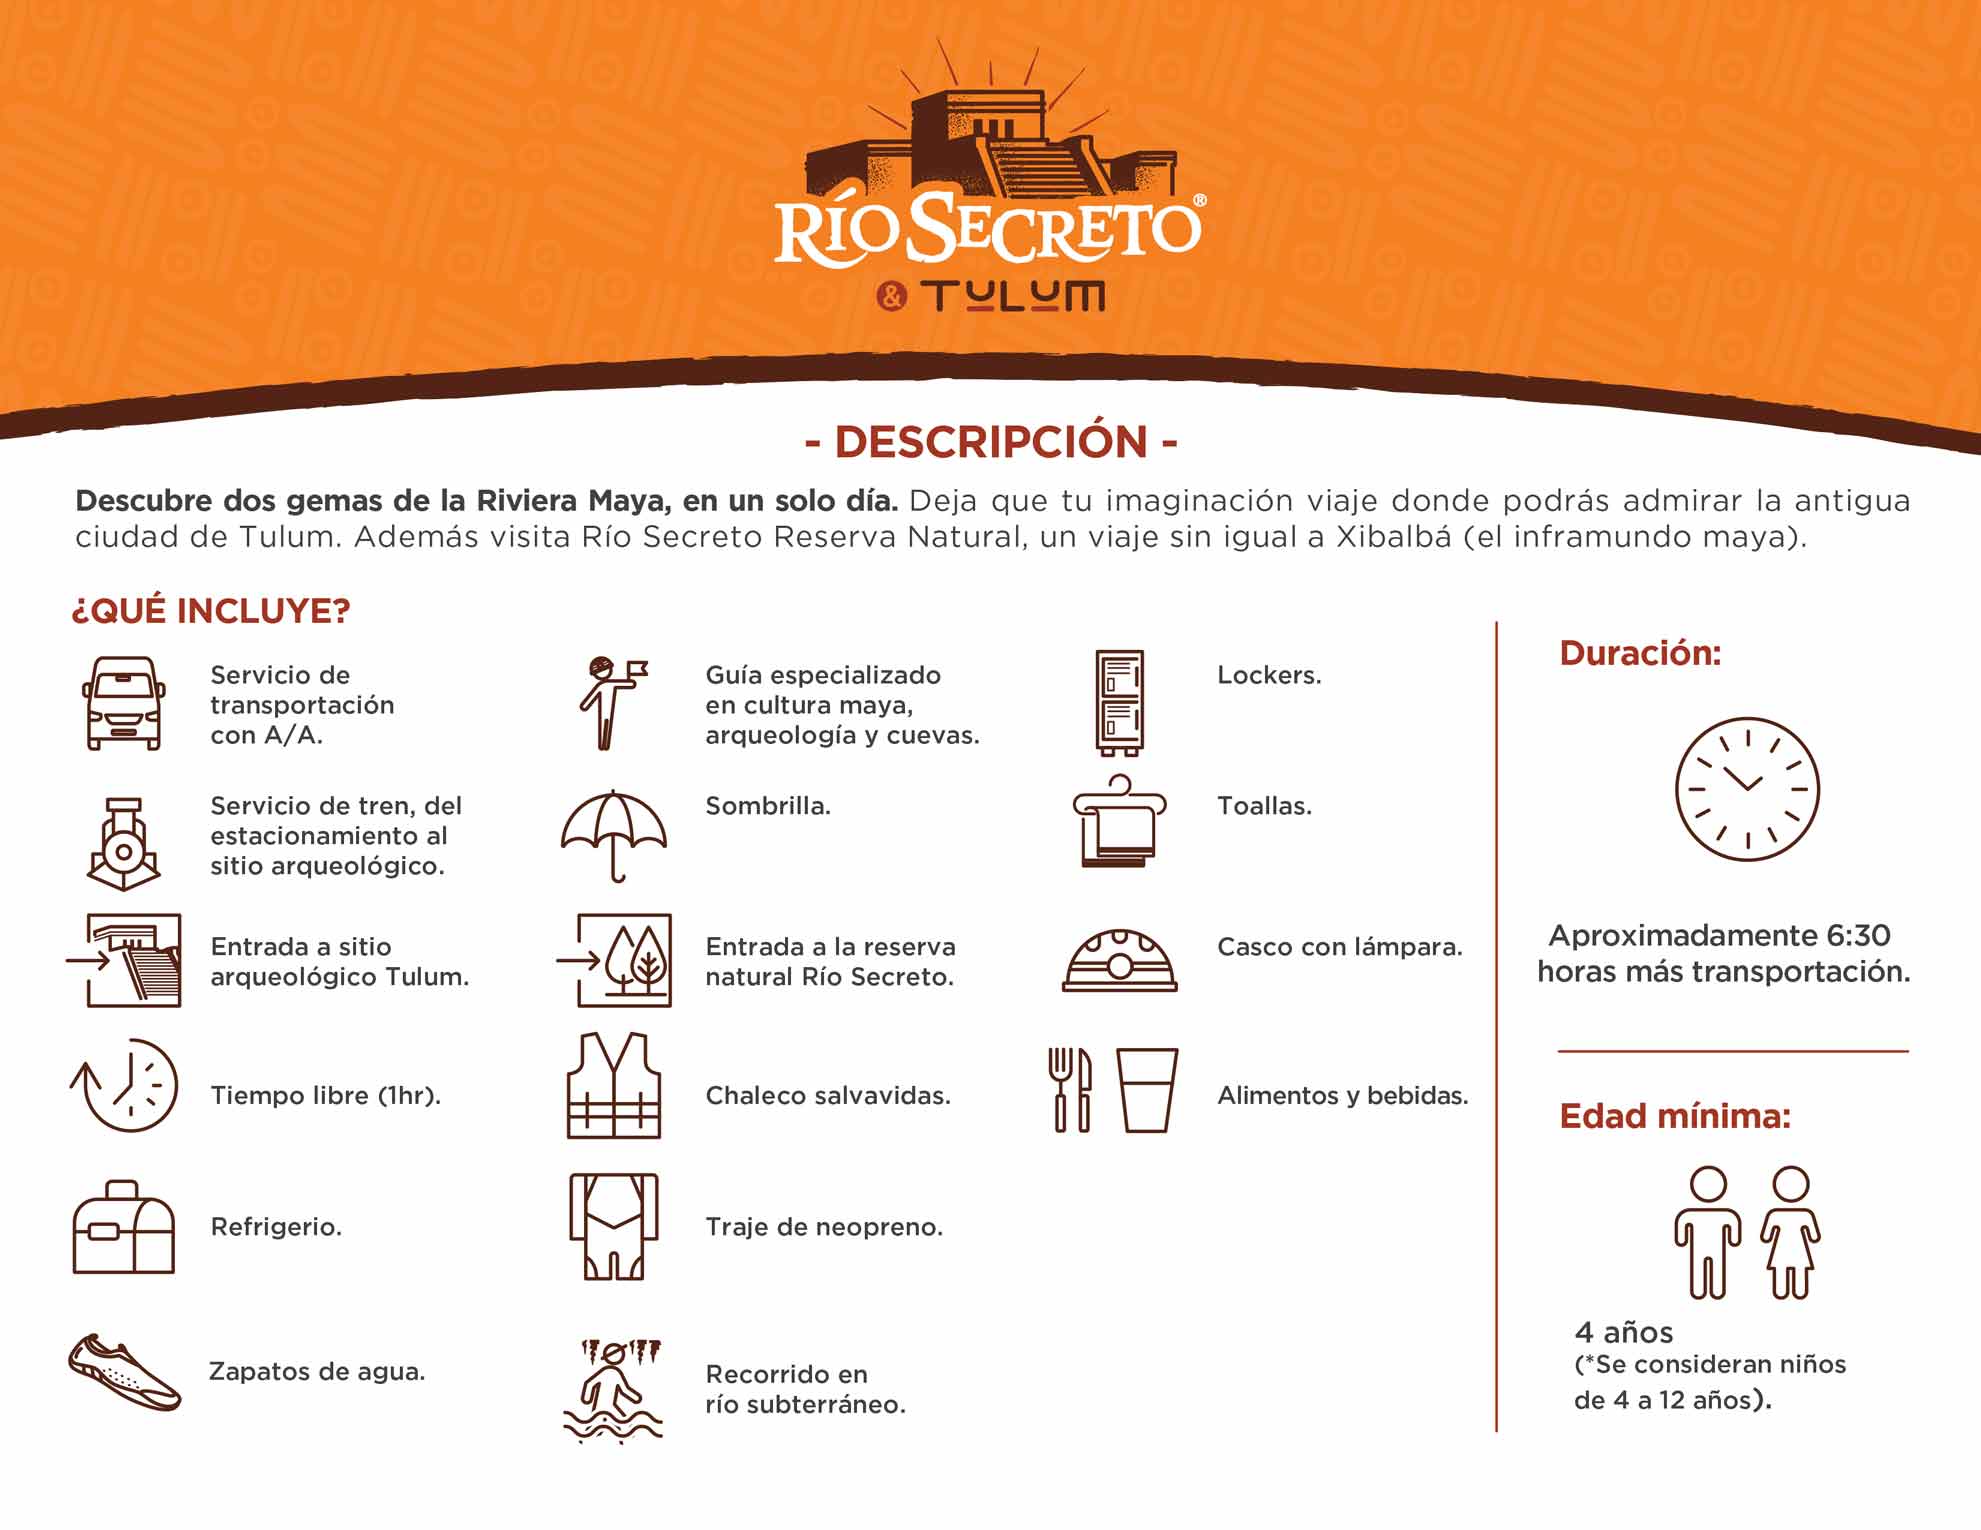 RÍO SECRETO®
& TULUM
- DESCRIPCIÓN -
Descubre dos gemas de la Riviera Maya, en un solo día. Deja que tu imaginación viaje donde podrás admirar la antigua
ciudad de Tulum. Además visita Río Secreto Reserva Natural, un viaje sin igual a Xibalbá (el inframundo maya).
¿QUÉ INCLUYE?
Servicio de
transportación
con A/A.
Servicio de tren, del
estacionamiento al
sitio arqueológico.
Entrada a sitio
arqueológico Tulum.
Tiempo libre (1hr).
Refrigerio.
Zapatos de agua.
Guía especializado
en cultura maya,
arqueología y cuevas.
Sombrilla.
Entrada a la reserva
natural Río Secreto.
Chaleco salvavidas.
Traje de neopreno.
Recorrido en
río subterráneo.
Lockers.
Toallas.
Casco con lámpara.
Alimentos y bebidas.
Duración:
Aproximadamente 6:30
horas más transportación.
Edad mínima:
4 años
(*Se consideran niños
de 4 a 12 años).